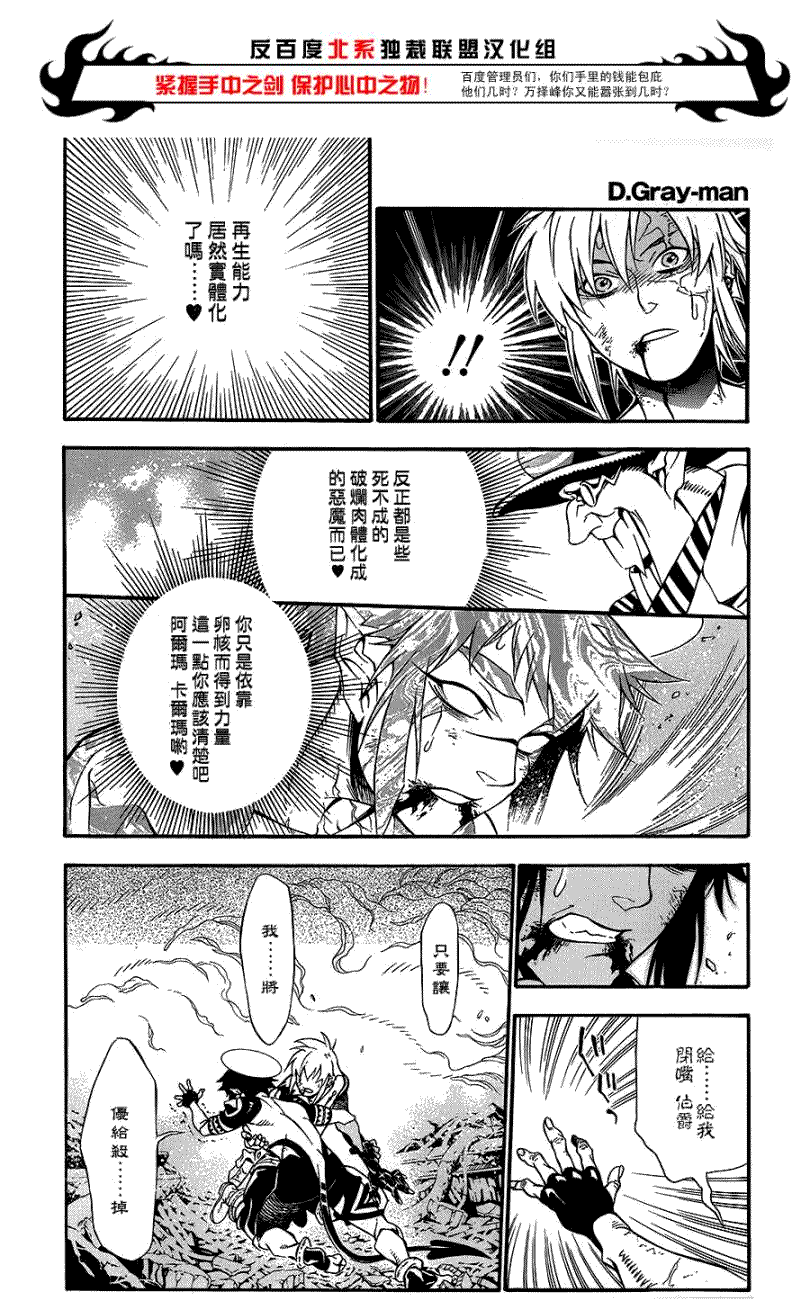 反百度北系独裁联盟汉化组
紧握手中之剑 保护心中之物!
百度管理员们，你们手里的钱能包庇
他们几时？万择峰你又能嚣张到几时？
D.Gray-man
!!
再生能力
居然實體化
了嗎……♥
反正都是些
死不成的
破爛肉體化成
的惡魔而已♥
你只是依靠
卵核而得到力量
這一點你應該清楚吧
阿爾瑪 卡爾瑪喲♥
給……給我
閉嘴 伯爵
只要讓
我……將
優給殺……掉